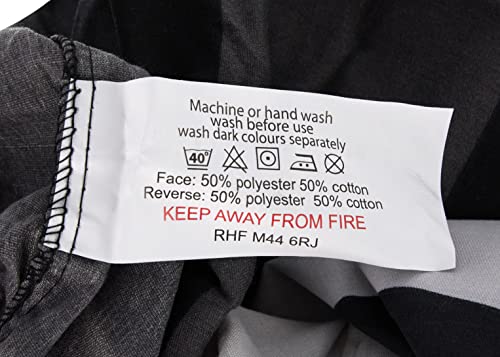 Machine or hand wash
wash before use
wash dark colours separately
40°
Face: 50% polyester 50% cotton
Reverse: 50% polyester 50% cotton
KEEP AWAY FROM FIRE
RHF M44 6RJ